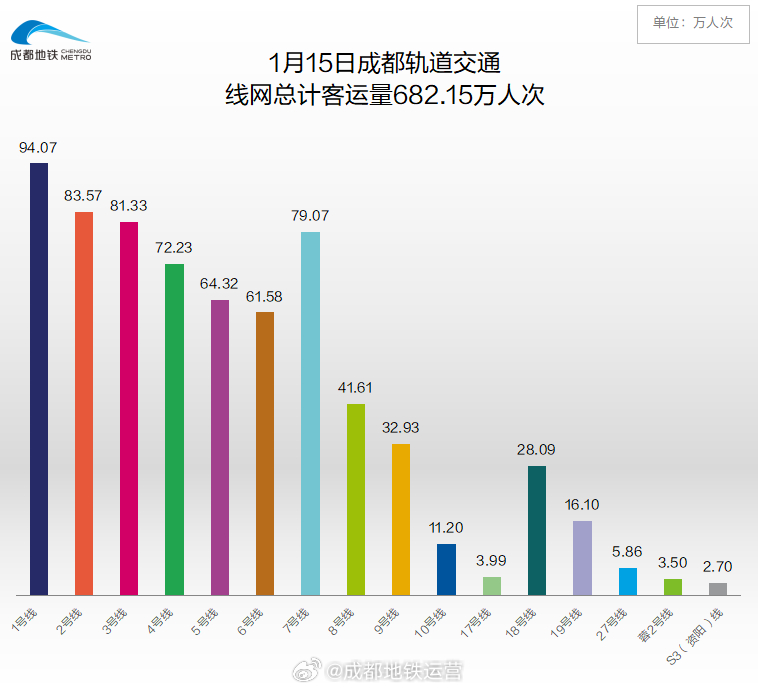 成都地铁 CHENGDU METRO
单位：万人次
1月15日成都轨道交通
线网总计客运量682.15万人次
94.07
83.57
81.33
72.23
64.32
61.58
79.07
41.61
32.93
11.20
3.99
28.09
16.10
5.86
3.50
2.70
1号线
2号线
3号线
4号线
5号线
6号线
7号线
8号线
9号线
10号线
17号线
18号线
19号线
27号线
蓉2号线
S3（资阳）线
@成都地铁运营